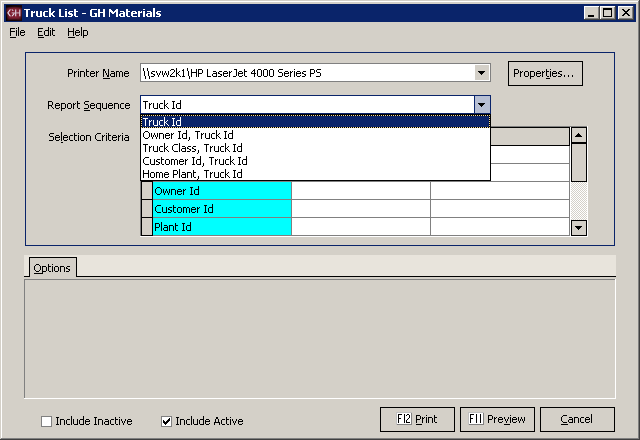 GH Truck List - GH Materials
File Edit Help
Printer Name \\svw2k1\HP LaserJet 4000 Series PS Properties...
Report Sequence Truck Id
Truck Id
Selection Criteria Owner Id, Truck Id
Truck Class, Truck Id
Customer Id, Truck Id
Home Plant, Truck Id
Owner Id
Customer Id
Plant Id
Options
Include Inactive Include Active F12 Print F11 Preview Cancel